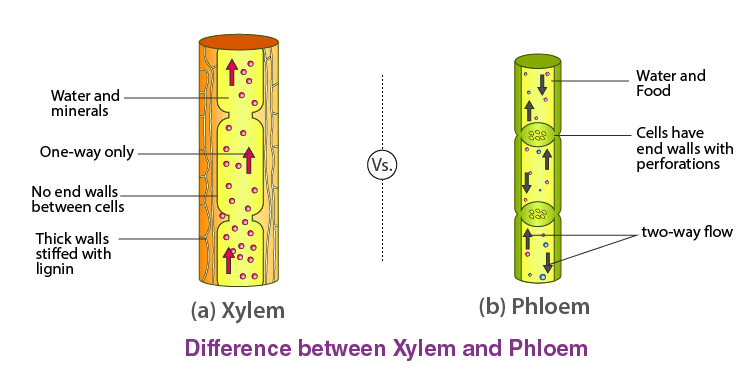 Water and
minerals
One-way only
No end walls
between cells
Thick walls
stiffed with
lignin
(a) Xylem
Vs.
Water and
Food
Cells have
end walls with
perforations
two-way flow
(b) Phloem
Difference between Xylem and Phloem